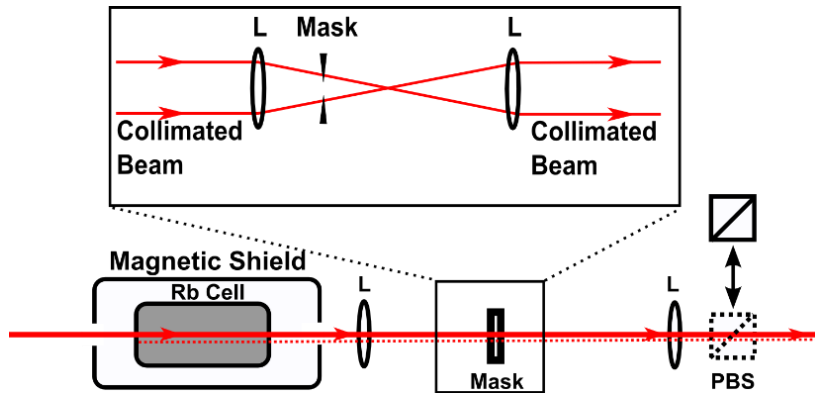 L
Mask
L
Collimated
Beam
Collimated
Beam
Magnetic Shield
Rb Cell
L
L
Mask
PBS